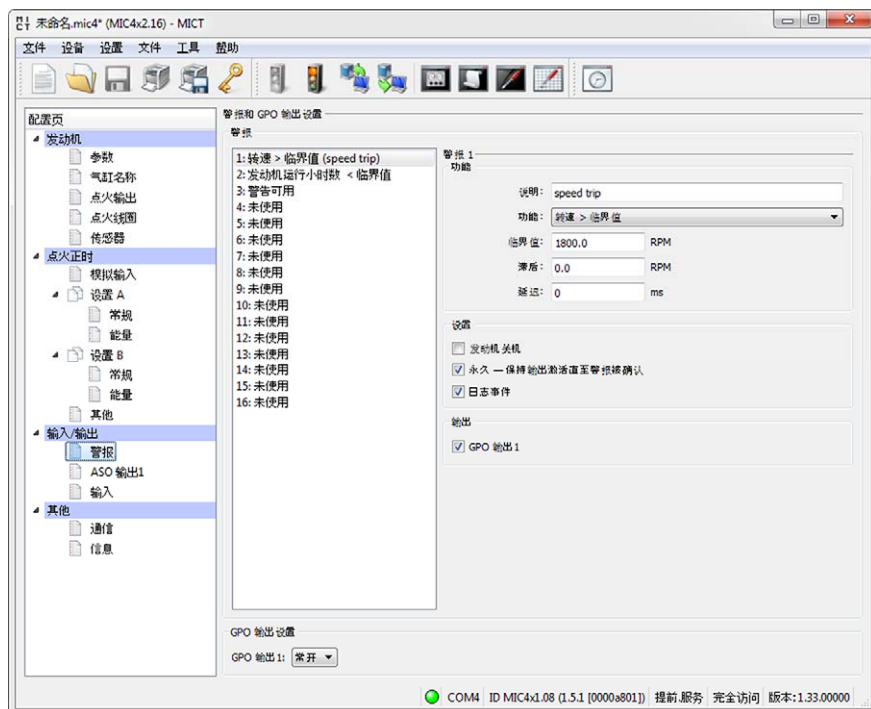 未命名.mic4* (MIC4x2.16) - MICT
文件 设备 设置 文件 工具 帮助
配置页
发动机
参数
气缸名称
点火输出
点火线圈
传感器
点火正时
模拟输入
设置 A
常规
能量
设置 B
常规
能量
其他
输入/输出
警报
ASO 输出1
输入
其他
通信
信息
警报和 GPO 输出设置
警报
1: 转速 > 临界值 (speed trip)
2: 发动机运行小时数 < 临界值
3: 警告可用
4: 未使用
5: 未使用
6: 未使用
7: 未使用
8: 未使用
9: 未使用
10: 未使用
11: 未使用
12: 未使用
13: 未使用
14: 未使用
15: 未使用
16: 未使用
警报 1
功能
说明: speed trip
功能: 转速 > 临界值
临界值: 1800.0 RPM
滞后: 0.0 RPM
延迟: 0 ms
设置
发动机关机
永久 — 保持输出激活直至警报被确认
日志事件
输出
GPO 输出 1
GPO 输出设置
GPO 输出 1: 常开
COM4 ID MIC4x1.08 (1.5.1 [0000a801]) 提前.服务 完全访问 版本:1.33.00000